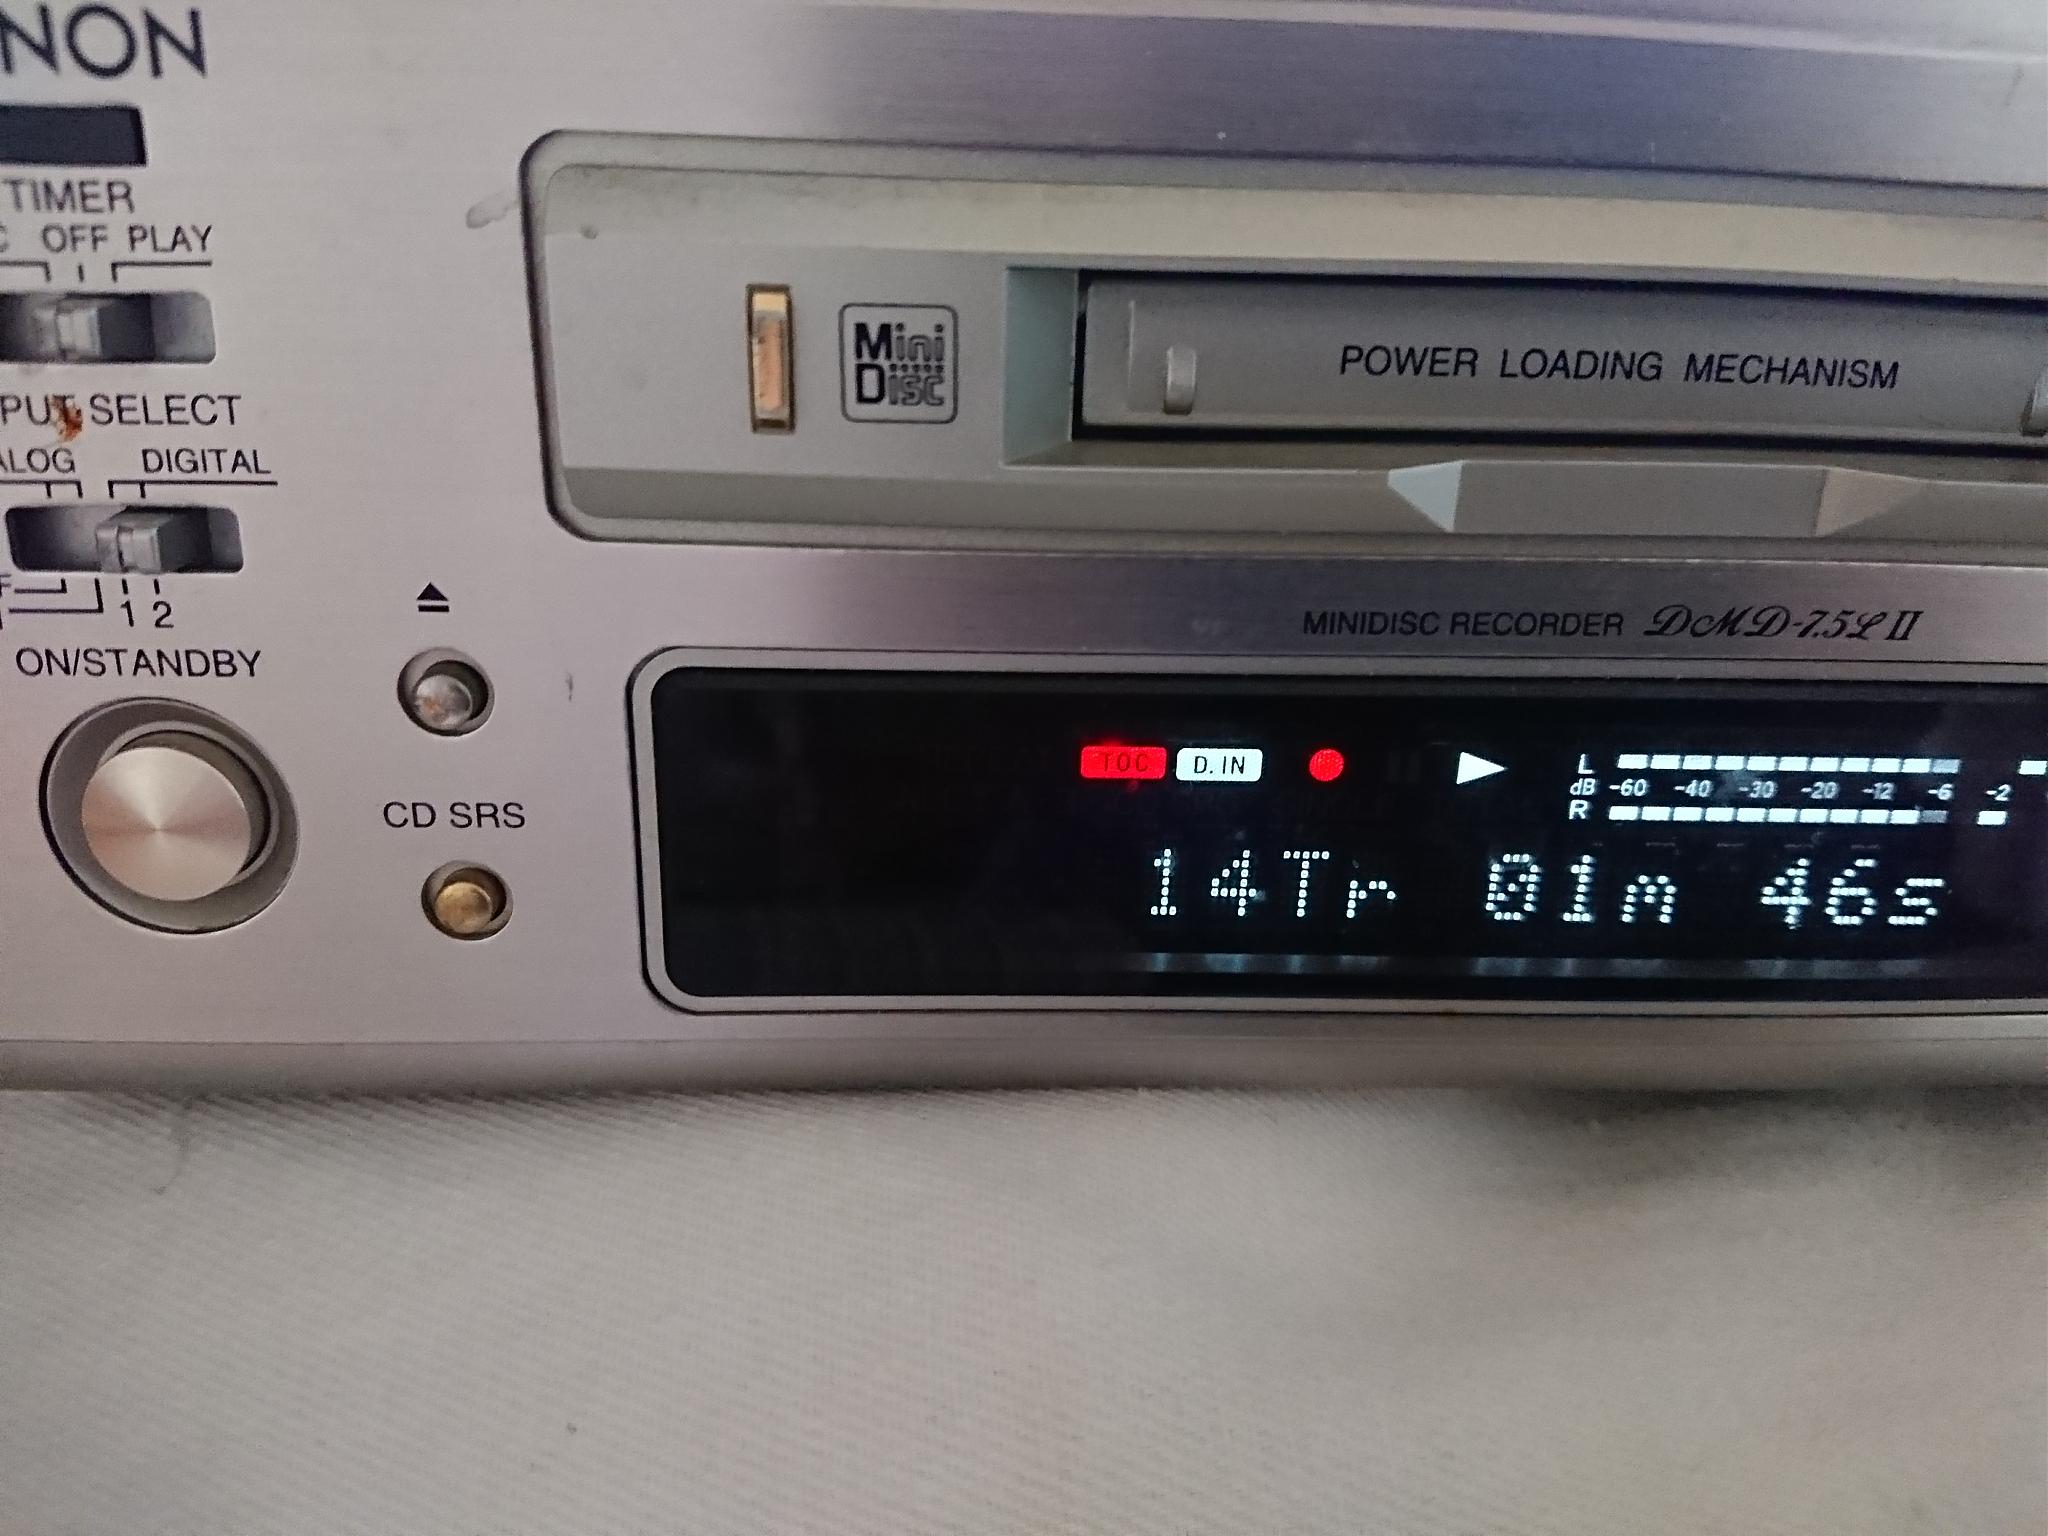 NON
TIMER
C OFF PLAY
PUT SELECT
ALOG DIGITAL
F
1 2
ON/STANDBY
CD SRS
Mini
Disc
POWER LOADING MECHANISM
MINIDISC RECORDER DMD-7.5L II
TOC D.IN
L
dB -60 -40 -30 -20 -12 -6 -2
R
14Tr 01m 46s